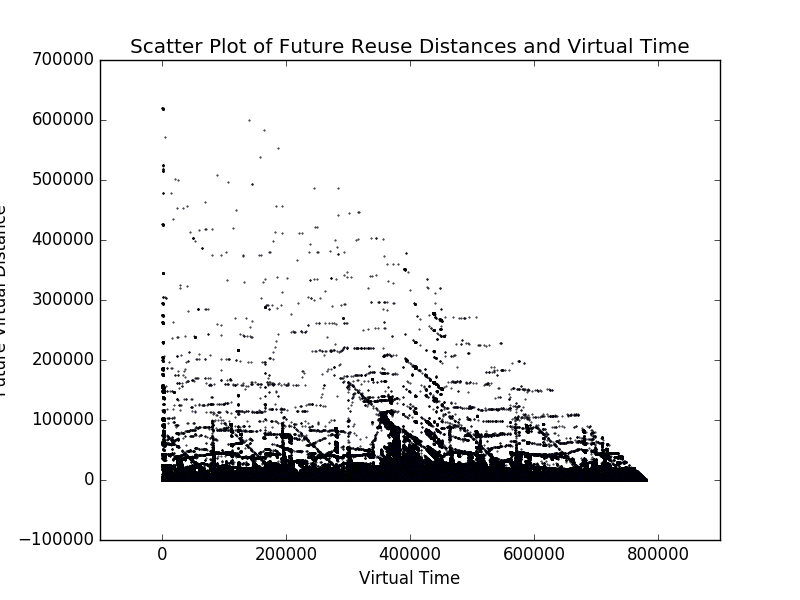 Scatter Plot of Future Reuse Distances and Virtual Time
700000
600000
500000
400000
300000
200000
100000
0
−100000
Future Virtual Distance
0 200000 400000 600000 800000
Virtual Time